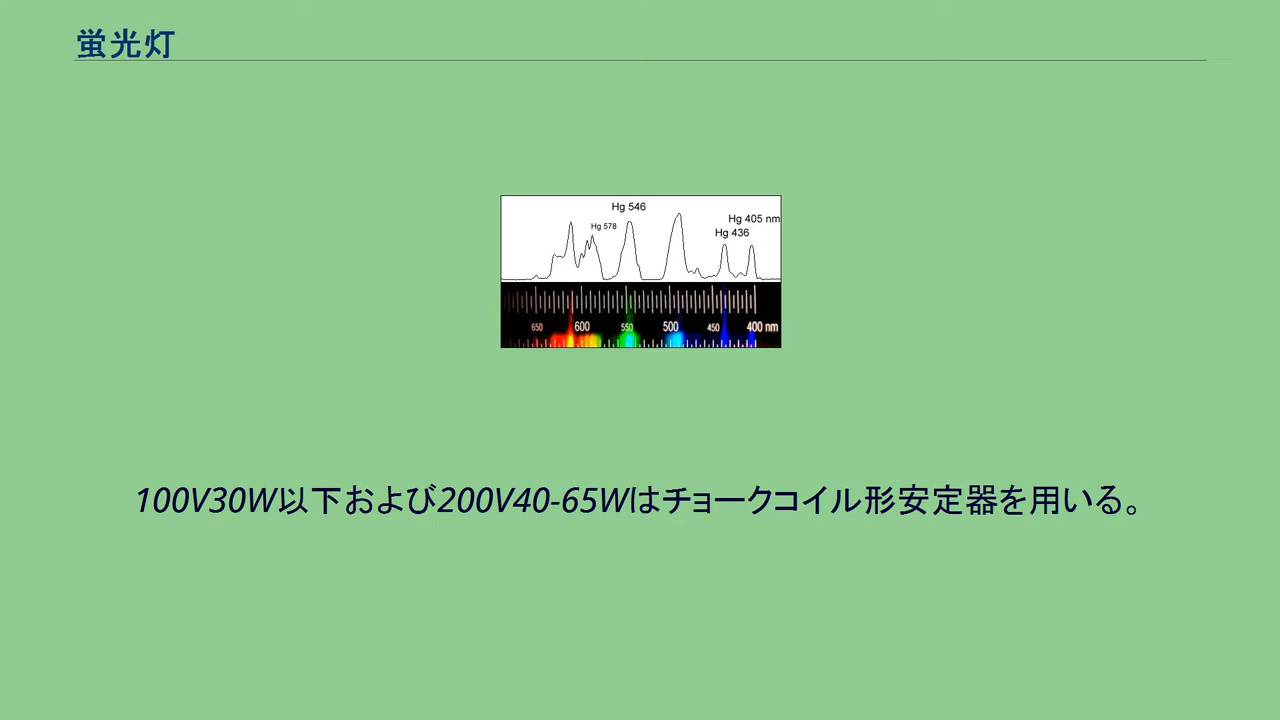 蛍光灯
Hg 546
Hg 405 nm
Hg 578
Hg 436
650 600 550 500 450 400 nm
100V30W以下および200V40-65Wはチョークコイル形安定器を用いる。